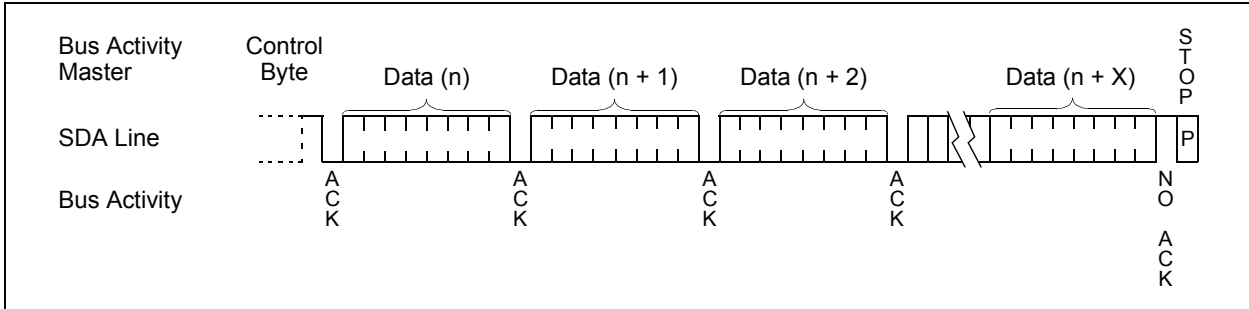 Bus Activity
Master
Control
Byte
Data (n)
Data (n + 1)
Data (n + 2)
Data (n + X)
STOP
SDA Line
P
Bus Activity
ACK
ACK
ACK
ACK
NO ACK